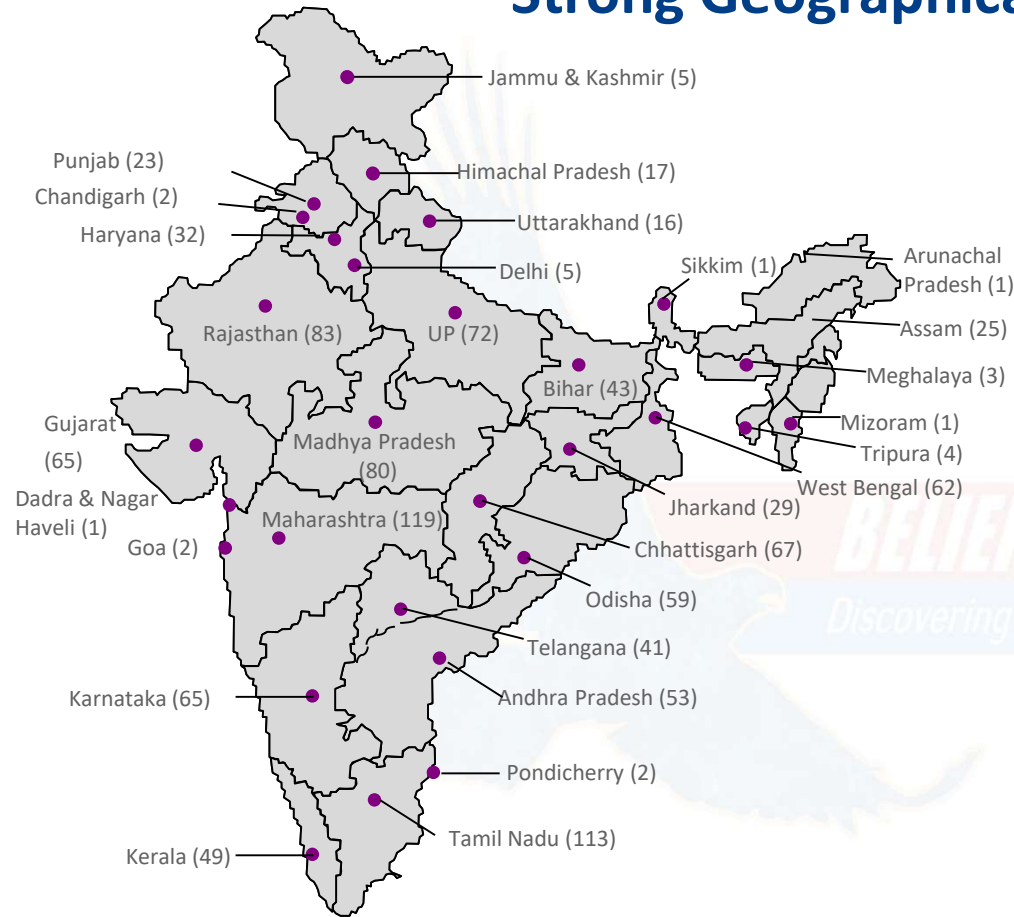 Strong Geographica
Jammu & Kashmir (5)
Punjab (23)
Himachal Pradesh (17)
Chandigarh (2)
Uttarakhand (16)
Haryana (32)
Delhi (5)
Sikkim (1)
Arunachal
Pradesh (1)
Assam (25)
Rajasthan (83)
UP (72)
Bihar (43)
Meghalaya (3)
Gujarat
(65)
Madhya Pradesh
(80)
Mizoram (1)
Tripura (4)
West Bengal (62)
Dadra & Nagar
Haveli (1)
Jharkand (29)
Maharashtra (119)
Goa (2)
Chhattisgarh (67)
Odisha (59)
Telangana (41)
Karnataka (65)
Andhra Pradesh (53)
Pondicherry (2)
Tamil Nadu (113)
Kerala (49)
BELIE
Discovering